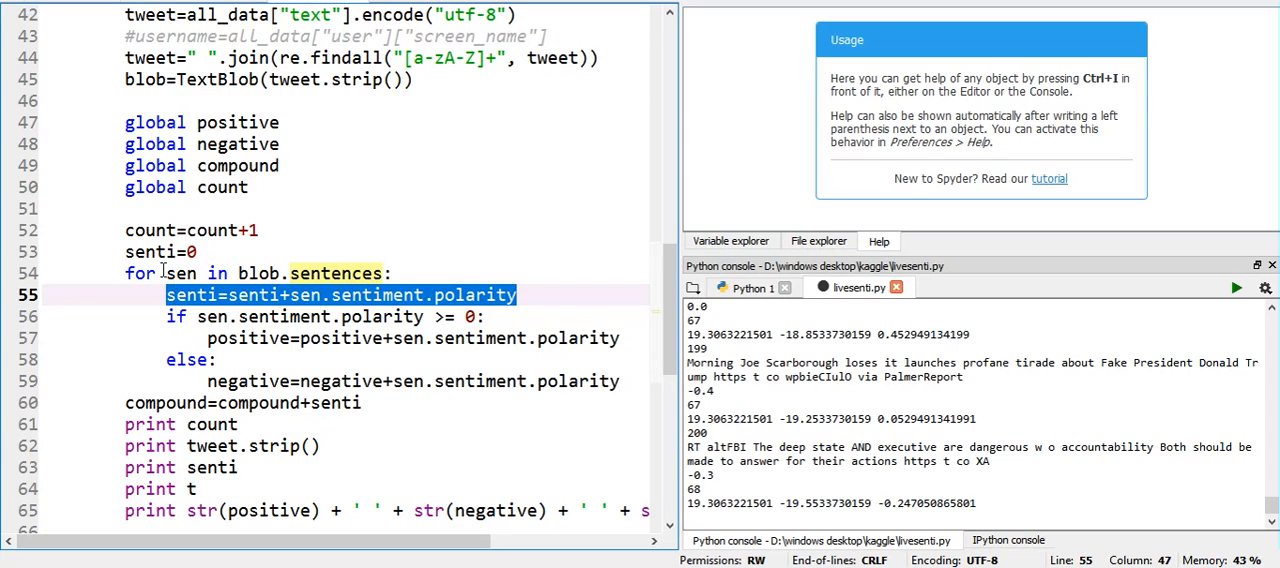 42 tweet=all_data["text"].encode("utf-8")
43 #username=all_data["user"]["screen_name"]
44 tweet=" ".join(re.findall("[a-zA-Z]+", tweet))
45 blob=TextBlob(tweet.strip())
46
47 global positive
48 global negative
49 global compound
50 global count
51
52 count=count+1
53 senti=0
54 for sen in blob.sentences:
55 senti=senti+sen.sentiment.polarity
56 if sen.sentiment.polarity >= 0:
57 positive=positive+sen.sentiment.polarity
58 else:
59 negative=negative+sen.sentiment.polarity
60 compound=compound+senti
61 print count
62 print tweet.strip()
63 print senti
64 print t
65 print str(positive) + ' ' + str(negative) + ' ' + s
Usage
Here you can get help of any object by pressing Ctrl+I in
front of it, either on the Editor or the Console.
Help can also be shown automatically after writing a left
parenthesis next to an object. You can activate this
behavior in Preferences > Help.
New to Spyder? Read our tutorial
Variable explorer File explorer Help
Python console - D:\windows desktop\kaggle\livesenti.py
Python 1 livesenti.py
0.0
67
19.3063221501 -18.8533730159 0.452949134199
199
Morning Joe Scarborough loses it launches profane tirade about Fake President Donald Tr
ump https t co wpbieCIulO via PalmerReport
-0.4
67
19.3063221501 -19.2533730159 0.0529491341991
200
RT altFBI The deep state AND executive are dangerous w o accountability Both should be
made to answer for their actions https t co XA
-0.3
68
19.3063221501 -19.5533730159 -0.247050865801
Python console - D:\windows desktop\kaggle\livesenti.py IPython console
Permissions: RW End-of-lines: CRLF Encoding: UTF-8 Line: 55 Column: 47 Memory: 43 %